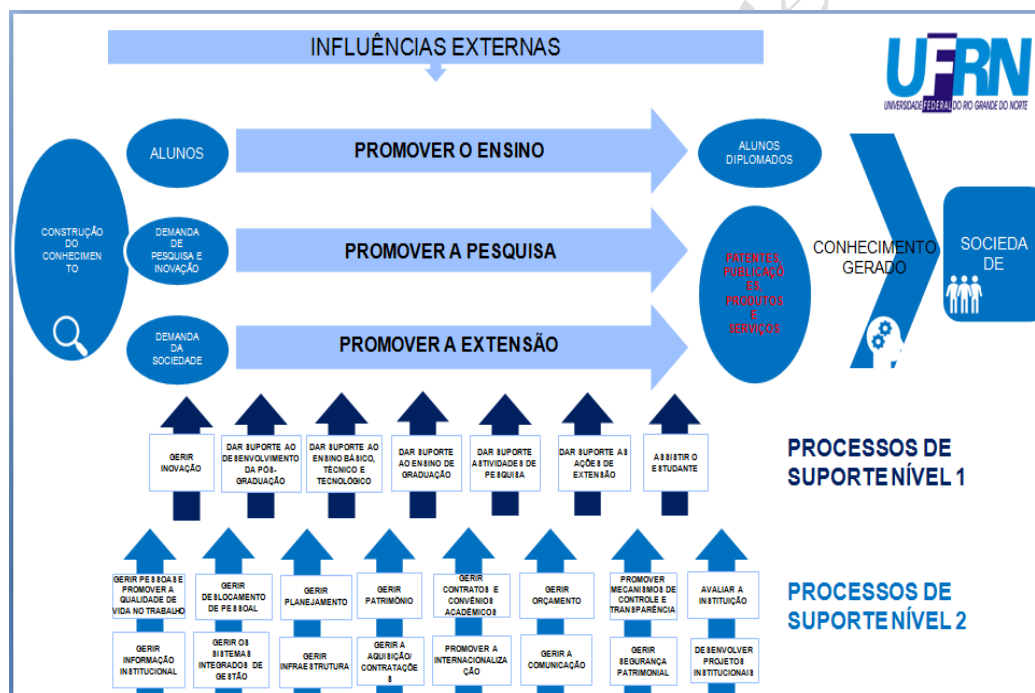 INFLUÊNCIAS EXTERNAS
UFRN
UNIVERSIDADE FEDERAL DO RIO GRANDE DO NORTE
CONSTRUÇÃO
DO
CONHECIMEN
TO
ALUNOS
PROMOVER O ENSINO
ALUNOS
DIPLOMADOS
DEMANDA
DE
PESQUISA E
INOVAÇÃO
PROMOVER A PESQUISA
DEMANDA
DA
SOCIEDADE
PROMOVER A EXTENSÃO
PATENTES,
PUBLICAÇÕ
ES,
PRODUTOS
E
SERVIÇOS
CONHECIMENTO
GERADO
SOCIEDA
DE
GERIR
INOVAÇÃO
DAR SUPORTE AO
DESENVOLVIMENTO
DA PÓS-
GRADUAÇÃO
DAR SUPORTE AO
ENSINO BÁSICO,
TÉCNICO E
TECNOLÓGICO
DAR SUPORTE
AO ENSINO DE
GRADUAÇÃO
DAR SUPORTE
ASTIVIDADES DE
PESQUISA
DAR SUPORTE AS
AÇÕES DE
EXTENSÃO
ASSISTIR O
ESTUDANTE
PROCESSOS DE
SUPORTE NÍVEL 1
GERIR PESSOAS E
PROMOVER A
QUALIDADE DE
VIDA NO TRABALHO
GERIR
DESLOCAMENTO
DE PESSOAL
GERIR
PLANEJAMENTO
GERIR
PATRIMÔNIO
GERIR
CONTRATOS E
CONVÊNIOS
ACADÊMICOS
GERIR
ORÇAMENTO
PROMOVER
MECANISMOS DE
CONTROLE E
TRANSPARÊNCIA
AVALIAR A
INSTITUIÇÃO
PROCESSOS DE
SUPORTE NÍVEL 2
GERIR
INFORMAÇÃO
INSTITUCIONAL
GERIR OS
SISTEMAS
INTEGRADOS DE
GESTÃO
GERIR
INFRAESTRUTURA
GERIR A
AQUISIÇÃO/
CONTRATAÇÕE
S
PROMOVER A
INTERNACIONALIZA
ÇÃO
GERIR A
COMUNICAÇÃO
GERIR
SEGURANÇA
PATRIMONIAL
DESENVOLVER
PROJETOS
INSTITUCIONAIS